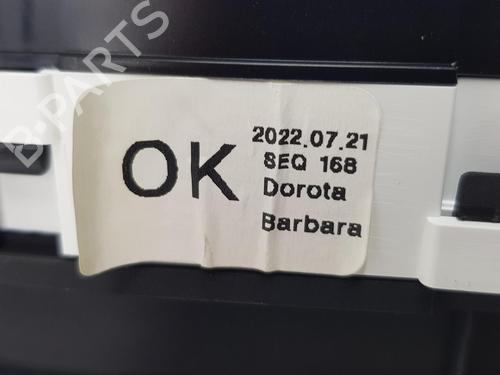 B-PARTS
OK
2022.07.21
SEQ 168
Dorota
Barbara